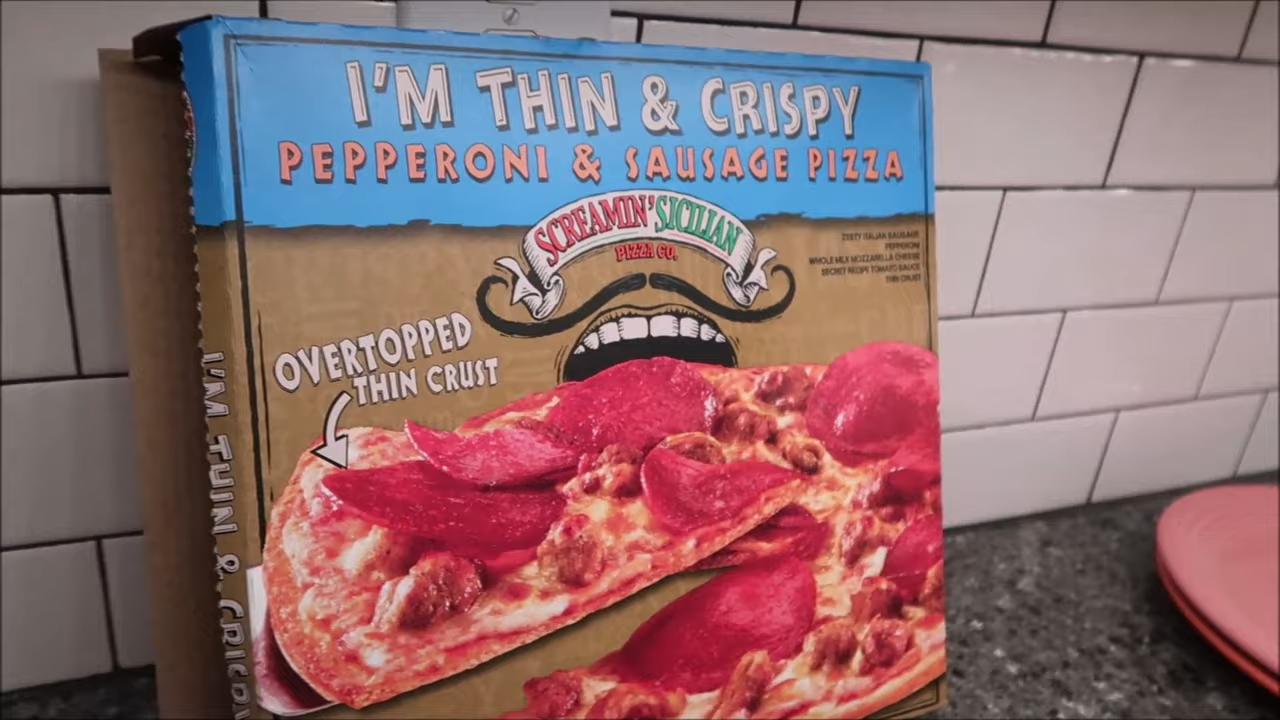 I'M THIN & CRISPY
PEPPERONI & SAUSAGE PIZZA
SCREAMIN' SICILIAN
PIZZA CO.
ZESTY ITALIAN SAUSAGE
PEPPERONI
WHOLE MILK MOZZARELLA CHEESE
SECRET RECIPE TOMATO SAUCE
THIN CRUST
OVERTOPPED
THIN CRUST
I'M THIN & CRISP